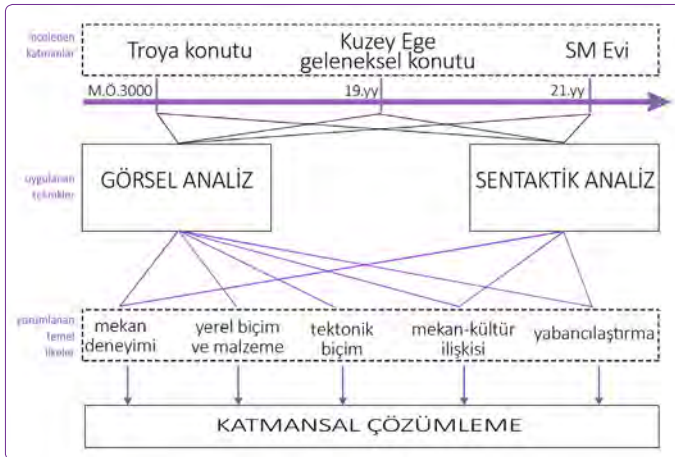 incelenen
katmanlar
Troya konutu
Kuzey Ege
geleneksel konutu
SM Evi
M.Ö.3000
19.yy
21.yy
uygulanan
teknikler
GÖRSEL ANALİZ
SENTAKTİK ANALİZ
yorumlanan
temel
ilkeler
mekan
deneyimi
yerel biçim
ve malzeme
tektonik
biçim
mekan-kültür
ilişkisi
yabancılaştırma
KATMANSAL ÇÖZÜMLEME